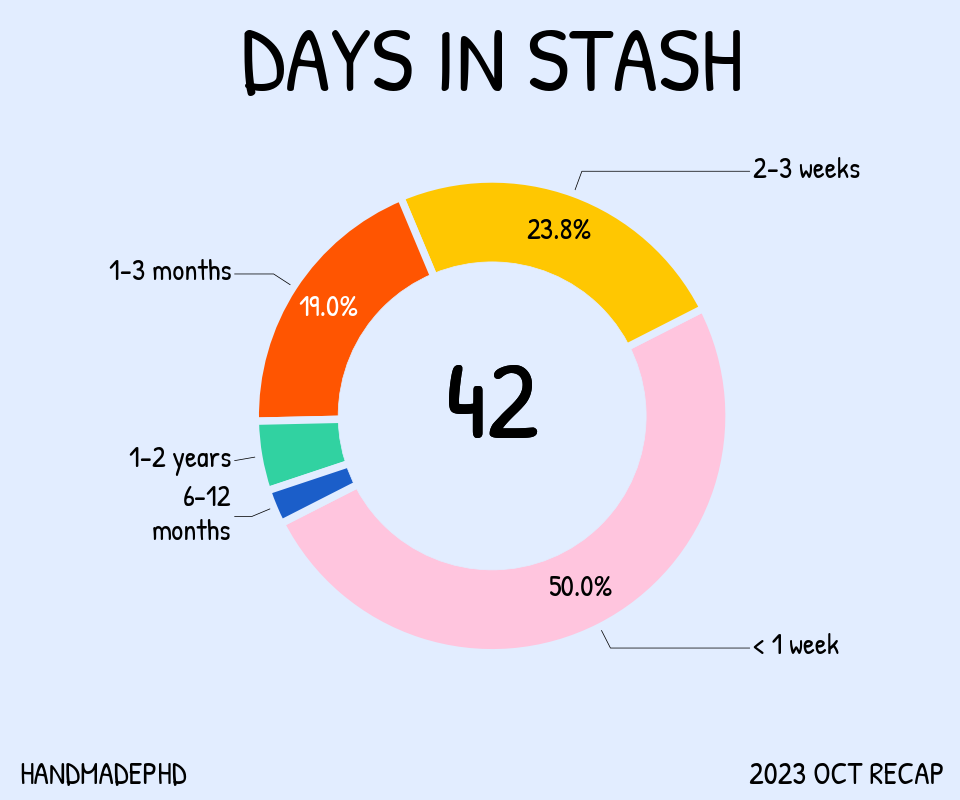 DAYS IN STASH
2-3 weeks
23.8%
1-3 months
19.0%
42
1-2 years
6-12
months
50.0%
< 1 week
HANDMADEPHD
2023 OCT RECAP